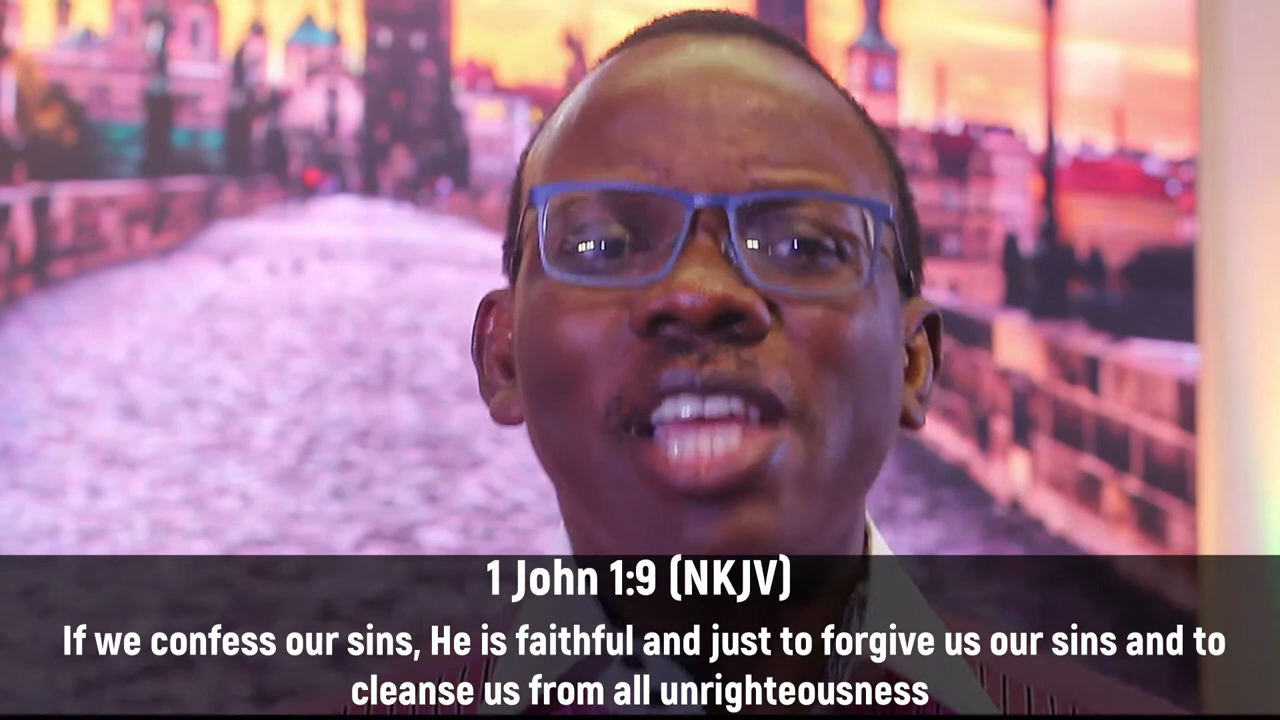 1 John 1:9 (NKJV)
If we confess our sins, He is faithful and just to forgive us our sins and to
cleanse us from all unrighteousness